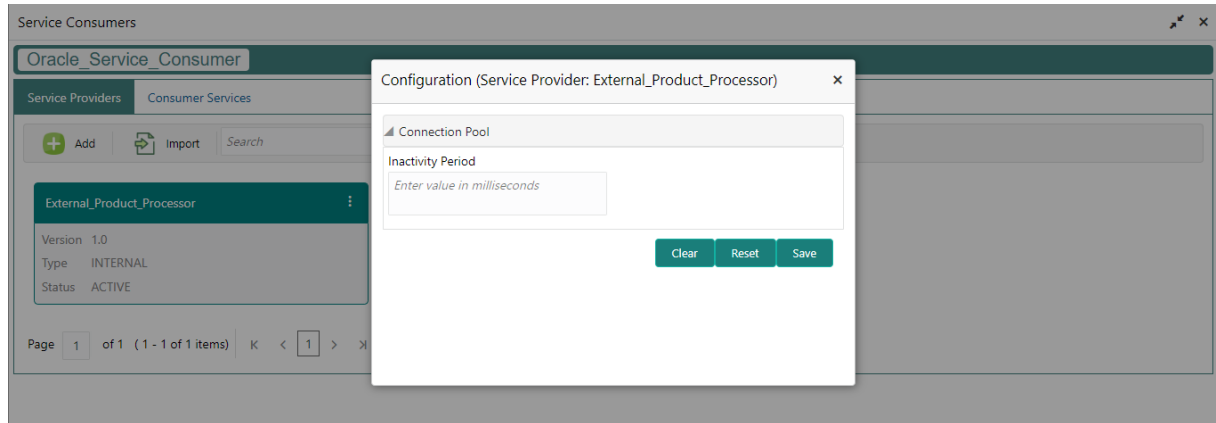 Service Consumers
Oracle_Service_Consumer
Service Providers Consumer Services
Add Import Search
External_Product_Processor
Version 1.0
Type INTERNAL
Status ACTIVE
Page 1 of 1 ( 1 - 1 of 1 items) 1
Configuration (Service Provider: External_Product_Processor)
Connection Pool
Inactivity Period
Enter value in milliseconds
Clear Reset Save